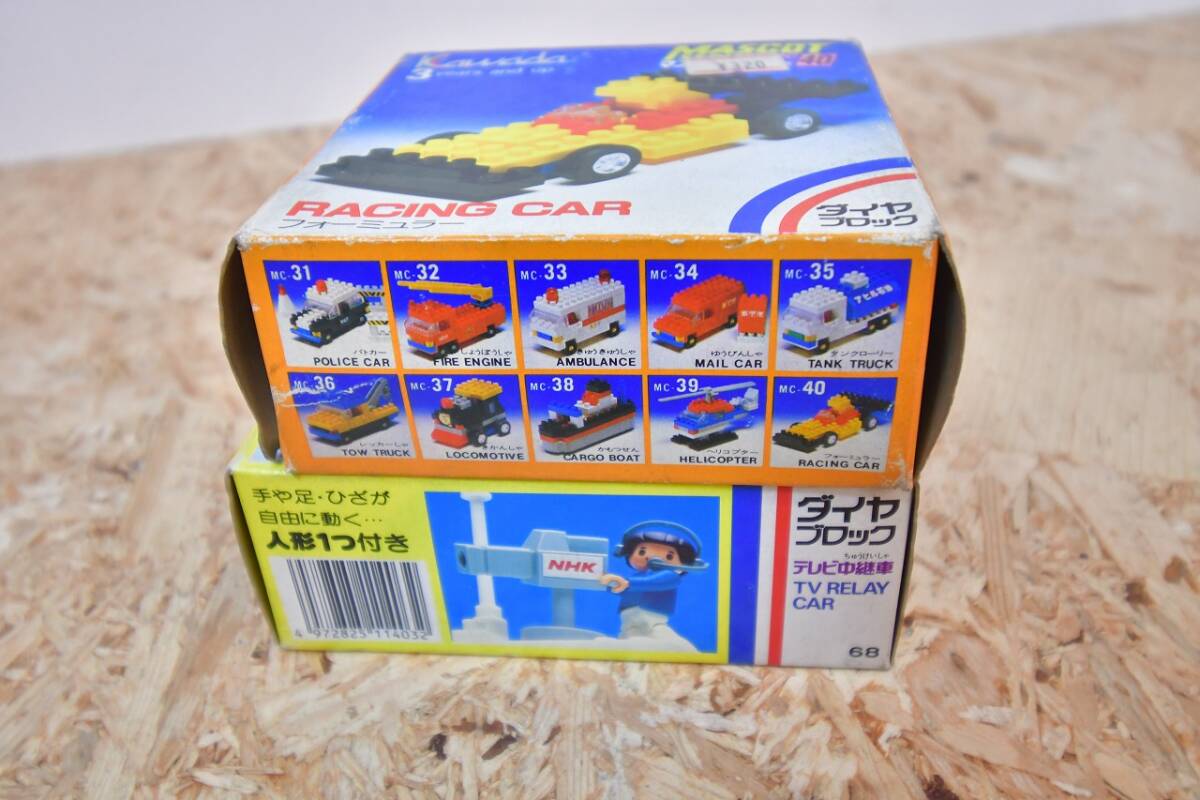 Kawada
3 years and up
MASCOT
40
¥320
RACING CAR
フォーミュラー
ダイヤ
ブロック
MC-31
パトカー
POLICE CAR
MC-32
しょうぼうしゃ
FIRE ENGINE
MC-33
きゅうきゅうしゃ
AMBULANCE
MC-34
ゆうびんしゃ
MAIL CAR
MC-35
タンクローリー
TANK TRUCK
MC-36
レッカーしゃ
TOW TRUCK
MC-37
きかんしゃ
LOCOMOTIVE
MC-38
かもつせん
CARGO BOAT
MC-39
ヘリコプター
HELICOPTER
MC-40
フォーミュラー
RACING CAR
手や足・ひざが
自由に動く…
人形1つ付き
4 972825 114032
NHK
ダイヤ
ブロック
ちゅうけいしゃ
テレビ中継車
TV RELAY
CAR
68